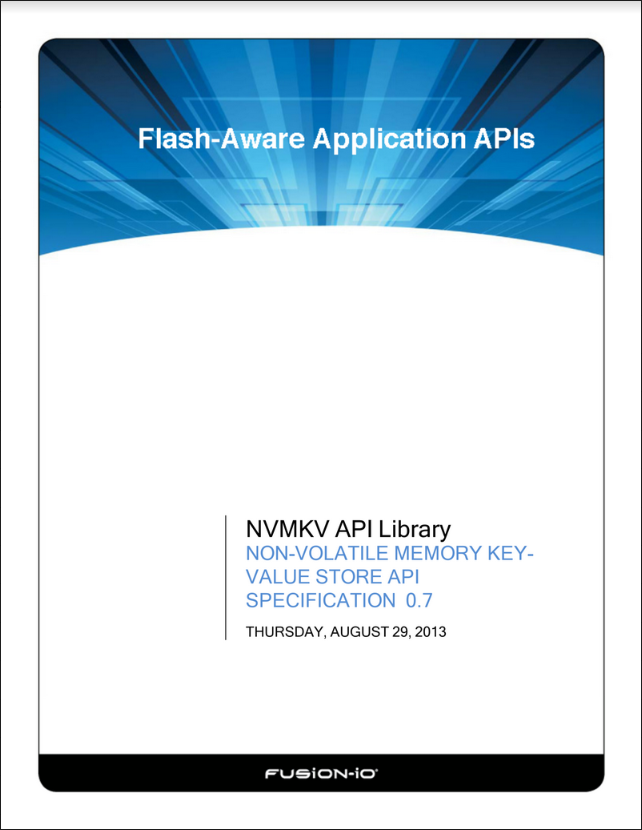 Flash-Aware Application APIs
NVMKV API Library
NON-VOLATILE MEMORY KEY-
VALUE STORE API
SPECIFICATION 0.7
THURSDAY, AUGUST 29, 2013
FUSiON-iO®